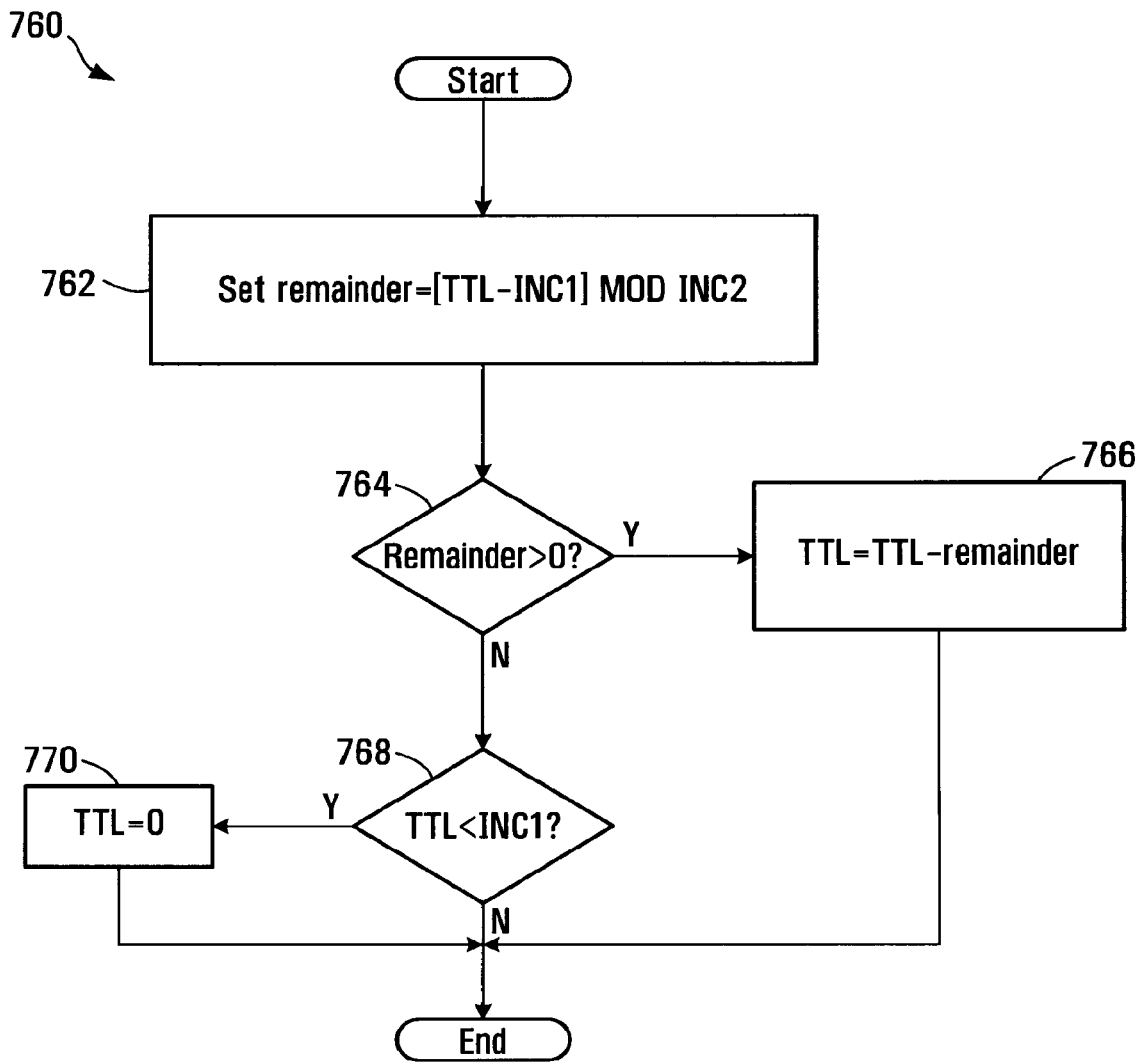 760
Start
762
Set remainder=[TTL-INC1] MOD INC2
764
Remainder>0?
Y
766
TTL=TTL-remainder
N
768
TTL<INC1?
Y
770
TTL=0
N
End